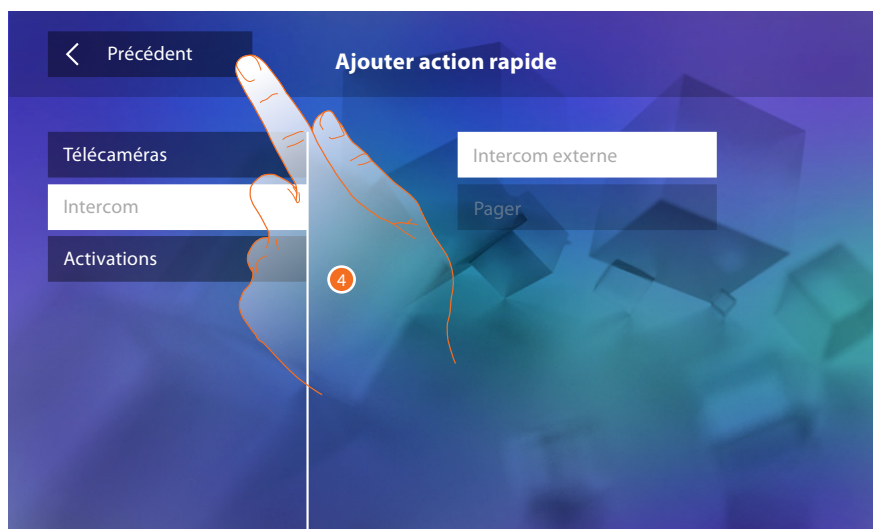 Précédent
Ajouter action rapide
Télécaméras
Intercom
Activations
Intercom externe
Pager
4